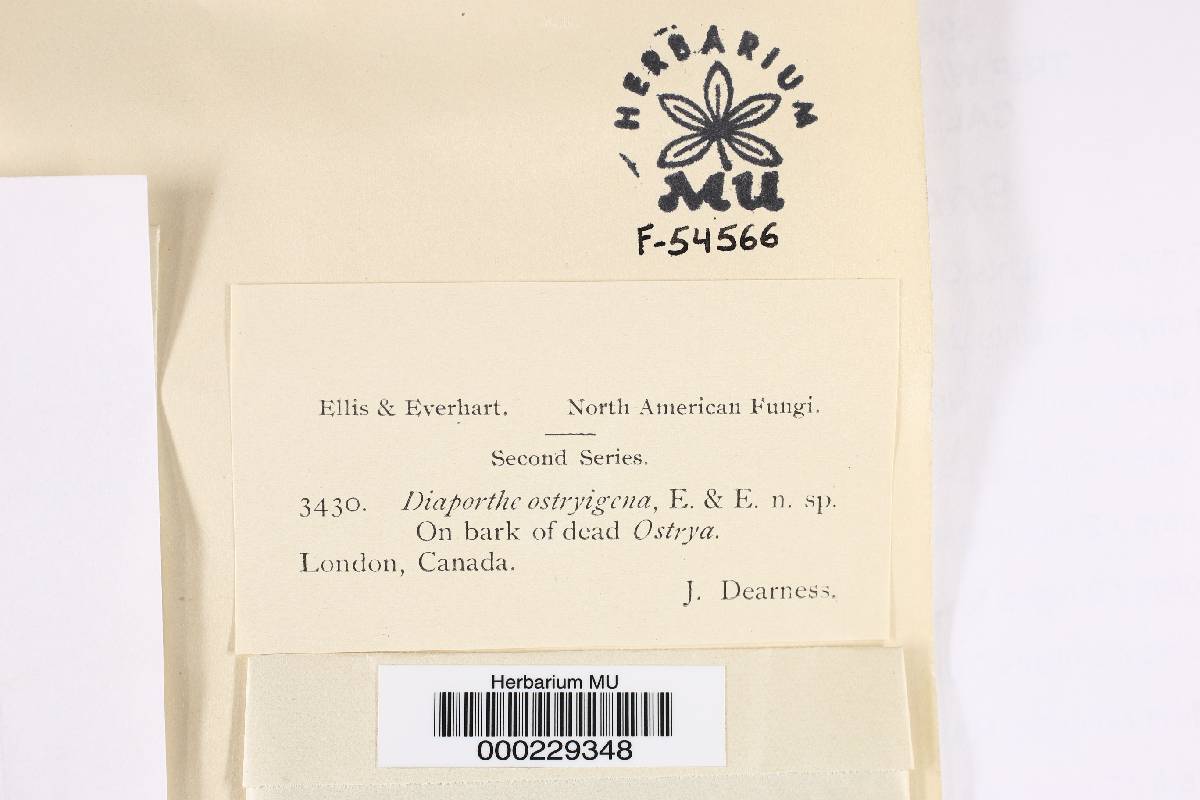 HERBARIUM
MU
F-54566
Ellis & Everhart. North American Fungi.
Second Series.
3430. Diaporthe ostryigena, E. & E. n. sp.
On bark of dead Ostrya.
London, Canada.
J. Dearness.
Herbarium MU
000229348